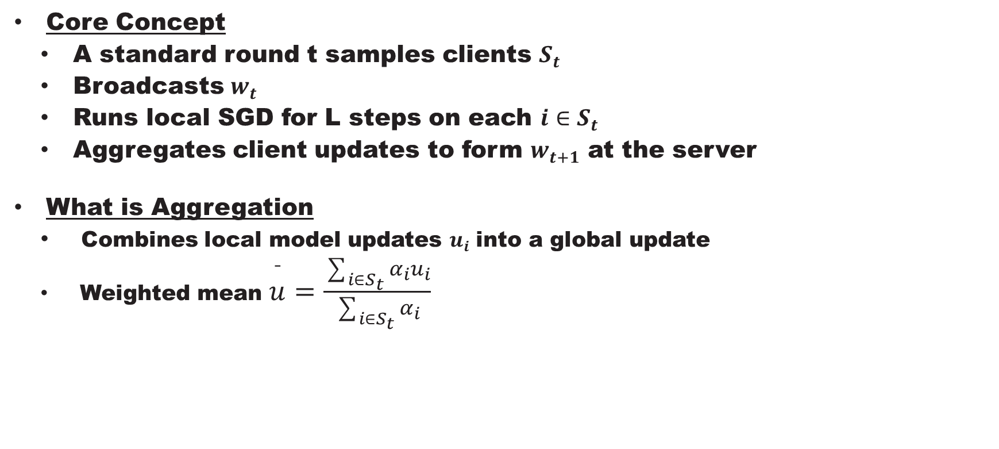 • Core Concept
• A standard round t samples clients $S_t$
• Broadcasts $w_t$
• Runs local SGD for L steps on each $i \in S_t$
• Aggregates client updates to form $w_{t+1}$ at the server
• What is Aggregation
• Combines local model updates $u_i$ into a global update
• Weighted mean $\bar{u} = \frac{\sum_{i \in S_t} \alpha_i u_i}{\sum_{i \in S_t} \alpha_i}$